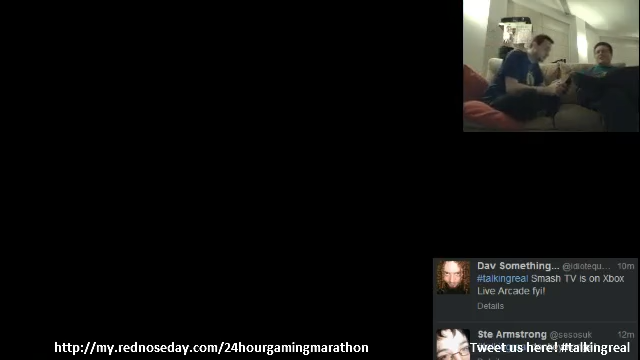 Dav Something... @idiotequ... 10m
#talkingreal Smash TV is on Xbox
Live Arcade fyi!
Details
Ste Armstrong @sesosuk 12m
http://my.rednoseday.com/24hourgamingmarathon
Tweet us here! #talkingreal